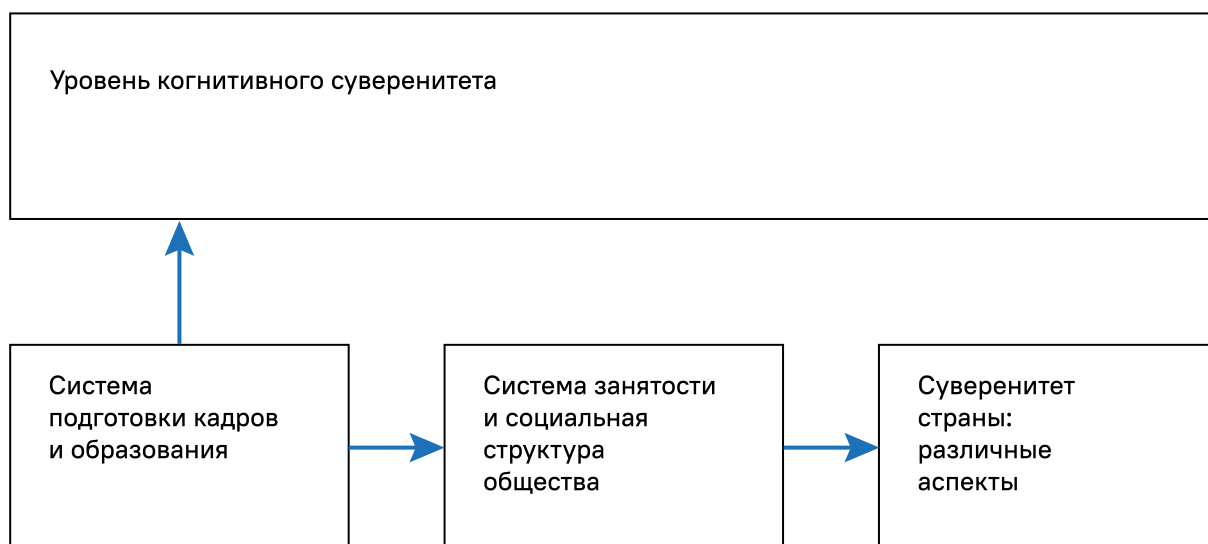 Уровень когнитивного суверенитета
Система
подготовки кадров
и образования
Система занятости
и социальная
структура
общества
Суверенитет
страны:
различные
аспекты